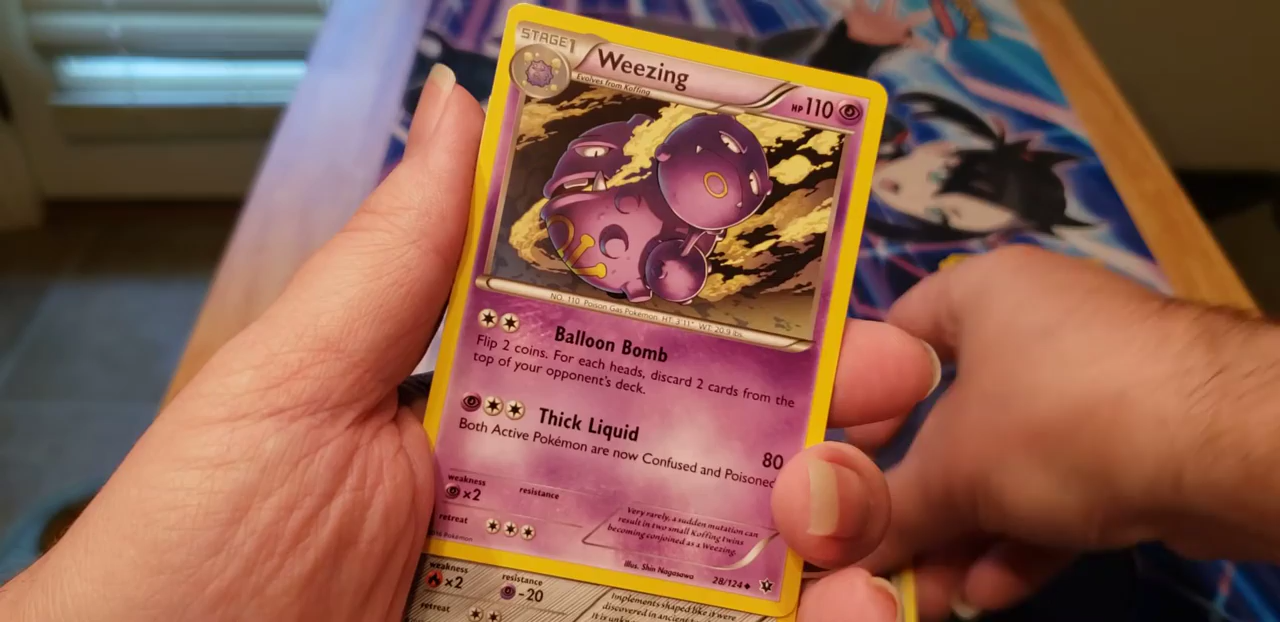 STAGE1
Weezing
Evolves from Koffing
HP 110
NO. 110 Poison Gas Pokémon HT: 3'11" WT: 20.9 lbs.
Balloon Bomb
Flip 2 coins. For each heads, discard 2 cards from the
top of your opponent's deck.
Thick Liquid
80
Both Active Pokémon are now Confused and Poisoned
weakness
×2
resistance
retreat
Very rarely, a sudden mutation can
result in two small Koffing twins
becoming conjoined as a Weezing.
Pokémon
Illus. Shin Nagasawa
28/124
weakness
×2
resistance
-20
retreat
Implements shaped like it were
discovered in ancient
It is